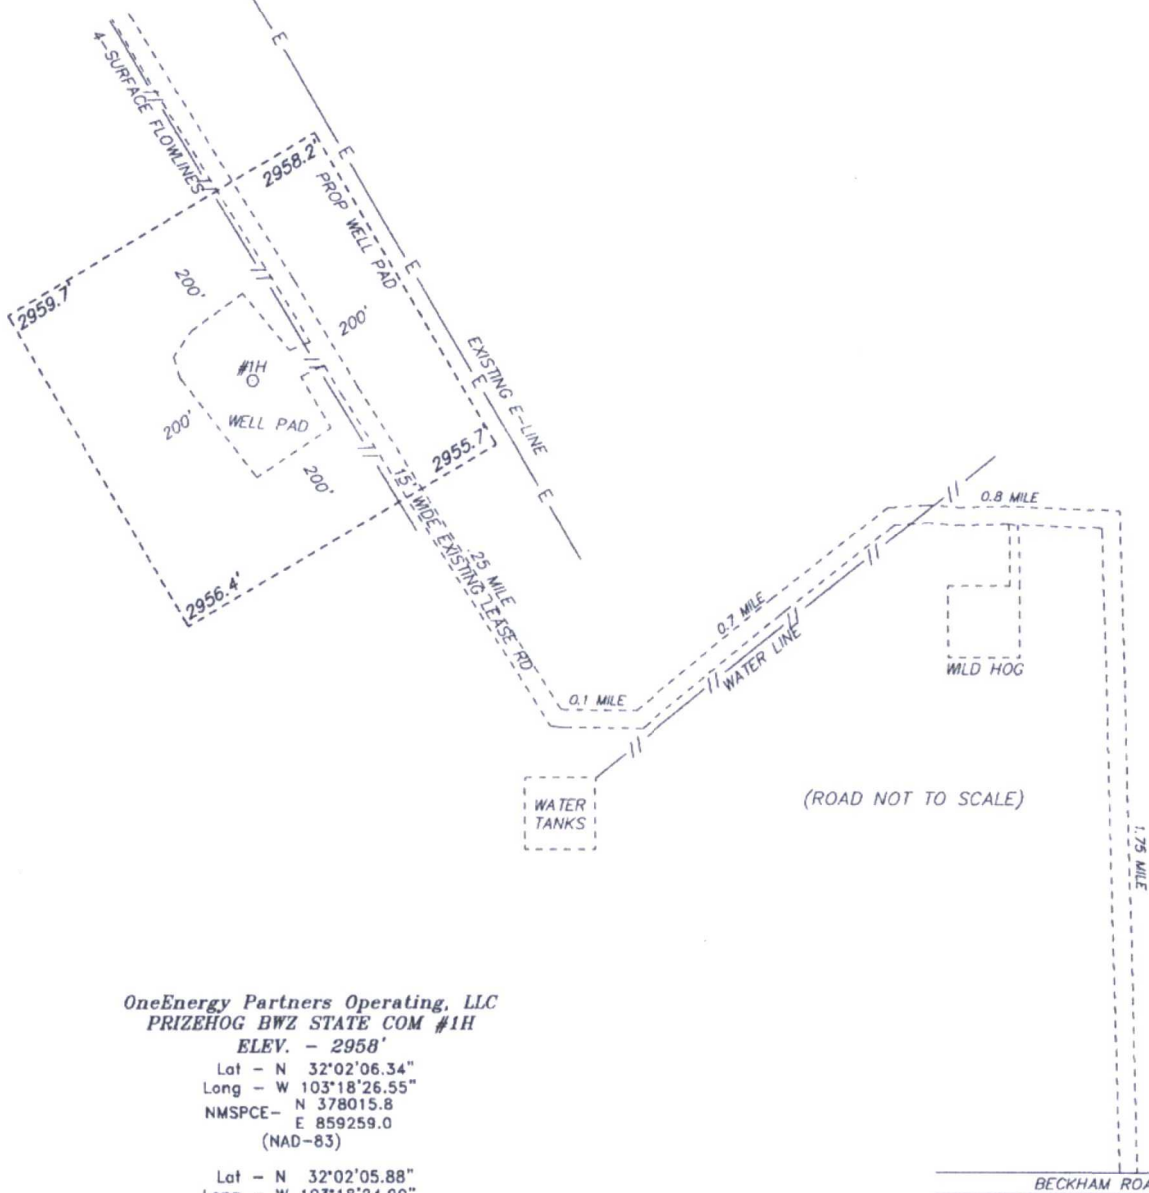 4-SURFACE FLOWLINES
E
E
E
E
E
2958.2'
PROP WELL PAD
2959.7'
200'
200'
#1H
WELL PAD
200'
200'
EXISTING E-LINE
2955.7'
15' WIDE EXISTING LEASE RD
.25 MILE
2956.4'
0.8 MILE
0.7 MILE
WATER LINE
WILD HOG
0.1 MILE
WATER
TANKS
(ROAD NOT TO SCALE)
1.75 MILE
OneEnergy Partners Operating, LLC
PRIZEHOG BWZ STATE COM #1H
ELEV. - 2958'
Lat - N 32°02'06.34"
Long - W 103°18'26.55"
NMSPCE- N 378015.8
E 859259.0
(NAD-83)
Lat - N 32°02'05.88"
BECKHAM